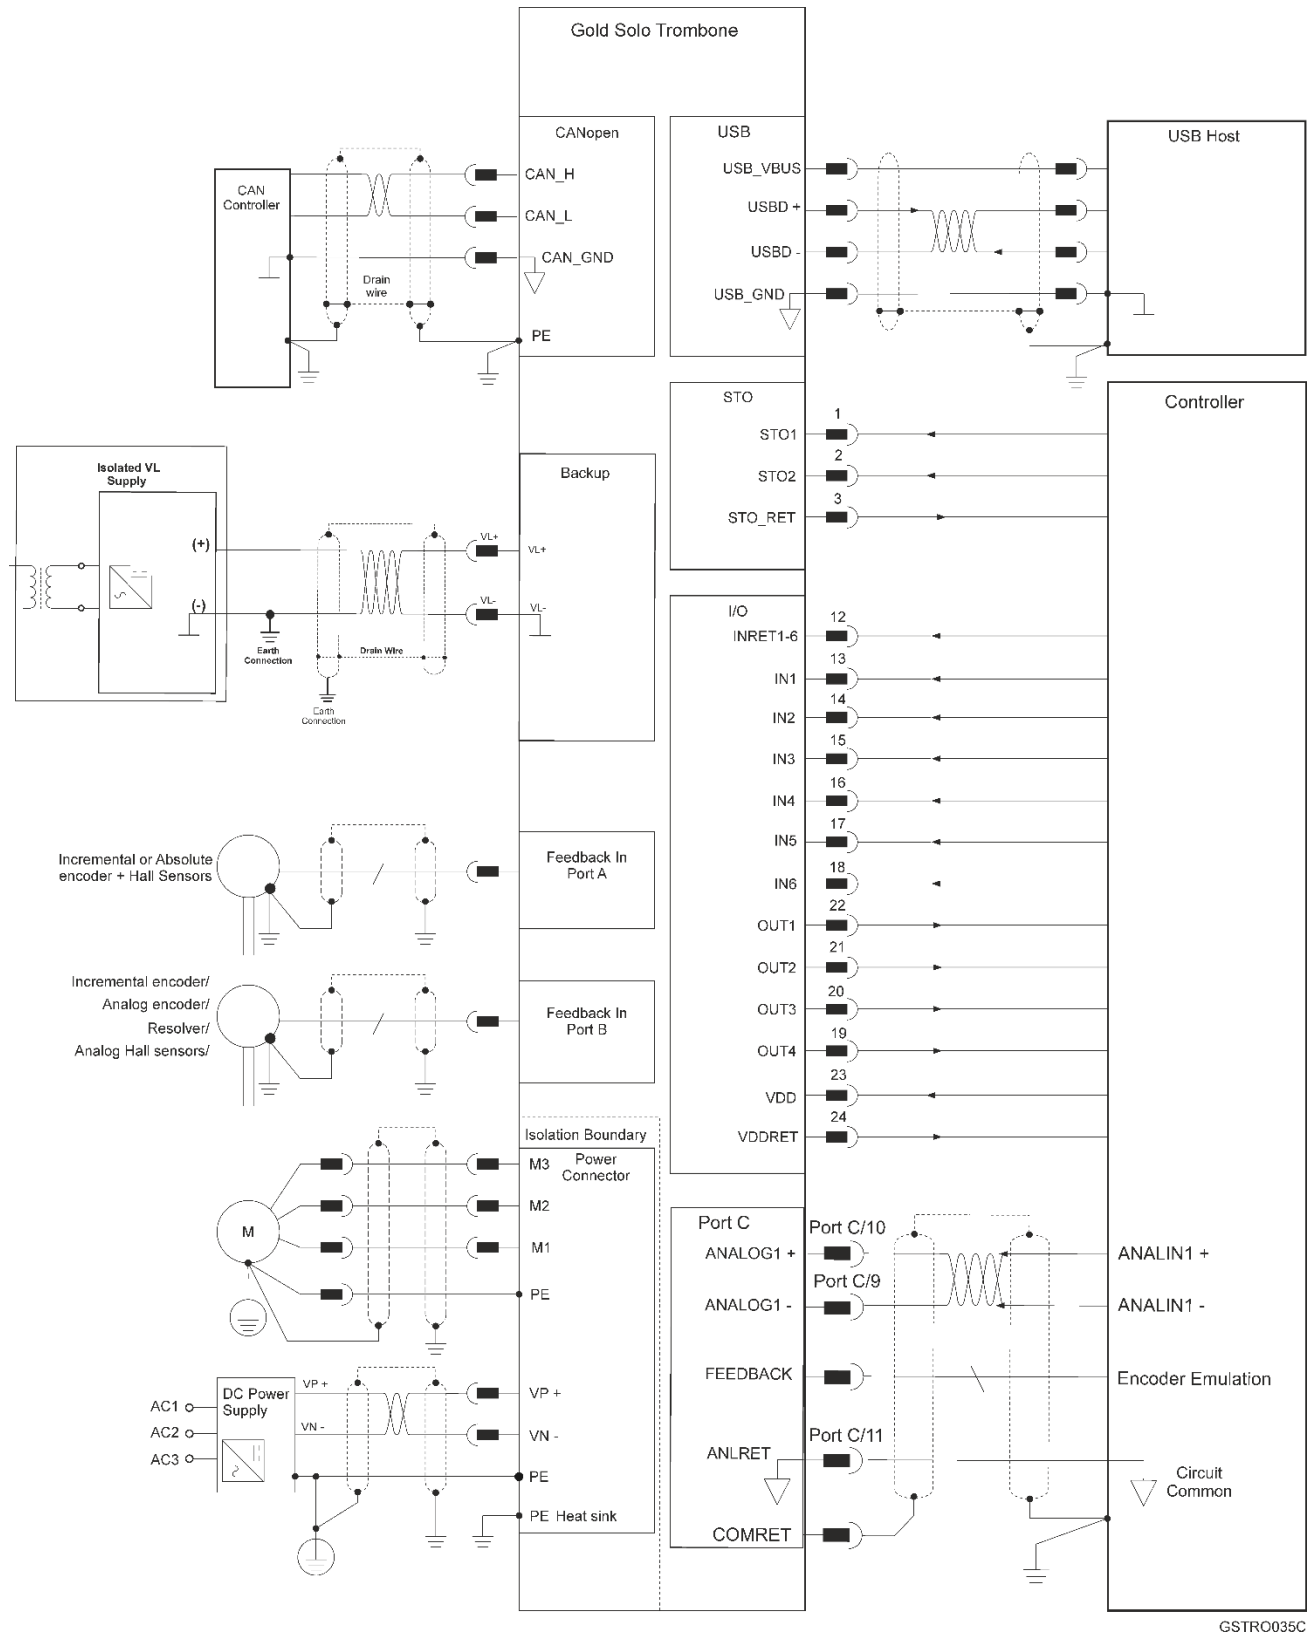 Gold Solo Trombone
CANopen
CAN_H
CAN_L
CAN_GND
PE
CAN
Controller
Drain
wire
USB
USB_VBUS
USBD +
USBD -
USB_GND
USB Host
STO
STO1
STO2
STO_RET
1
2
3
Controller
Isolated VL
Supply
(+)
(-)
Earth
Connection
Drain Wire
Earth
Connection
VL+
VL-
Backup
VL+
VL-
I/O
INRET1-6
IN1
IN2
IN3
IN4
IN5
IN6
OUT1
OUT2
OUT3
OUT4
VDD
VDDRET
12
13
14
15
16
17
18
22
21
20
19
23
24
Incremental or Absolute
encoder + Hall Sensors
Feedback In
Port A
Incremental encoder/
Analog encoder/
Resolver/
Analog Hall sensors/
Feedback In
Port B
Isolation Boundary
Power
Connector
M3
M2
M1
PE
M
AC1
AC2
AC3
DC Power
Supply
VP +
VN -
VP +
VN -
PE
PE Heat sink
Port C
ANALOG1 +
ANALOG1 -
FEEDBACK
ANLRET
COMRET
Port C/10
Port C/9
Port C/11
ANALIN1 +
ANALIN1 -
Encoder Emulation
Circuit
Common
GSTRO035C